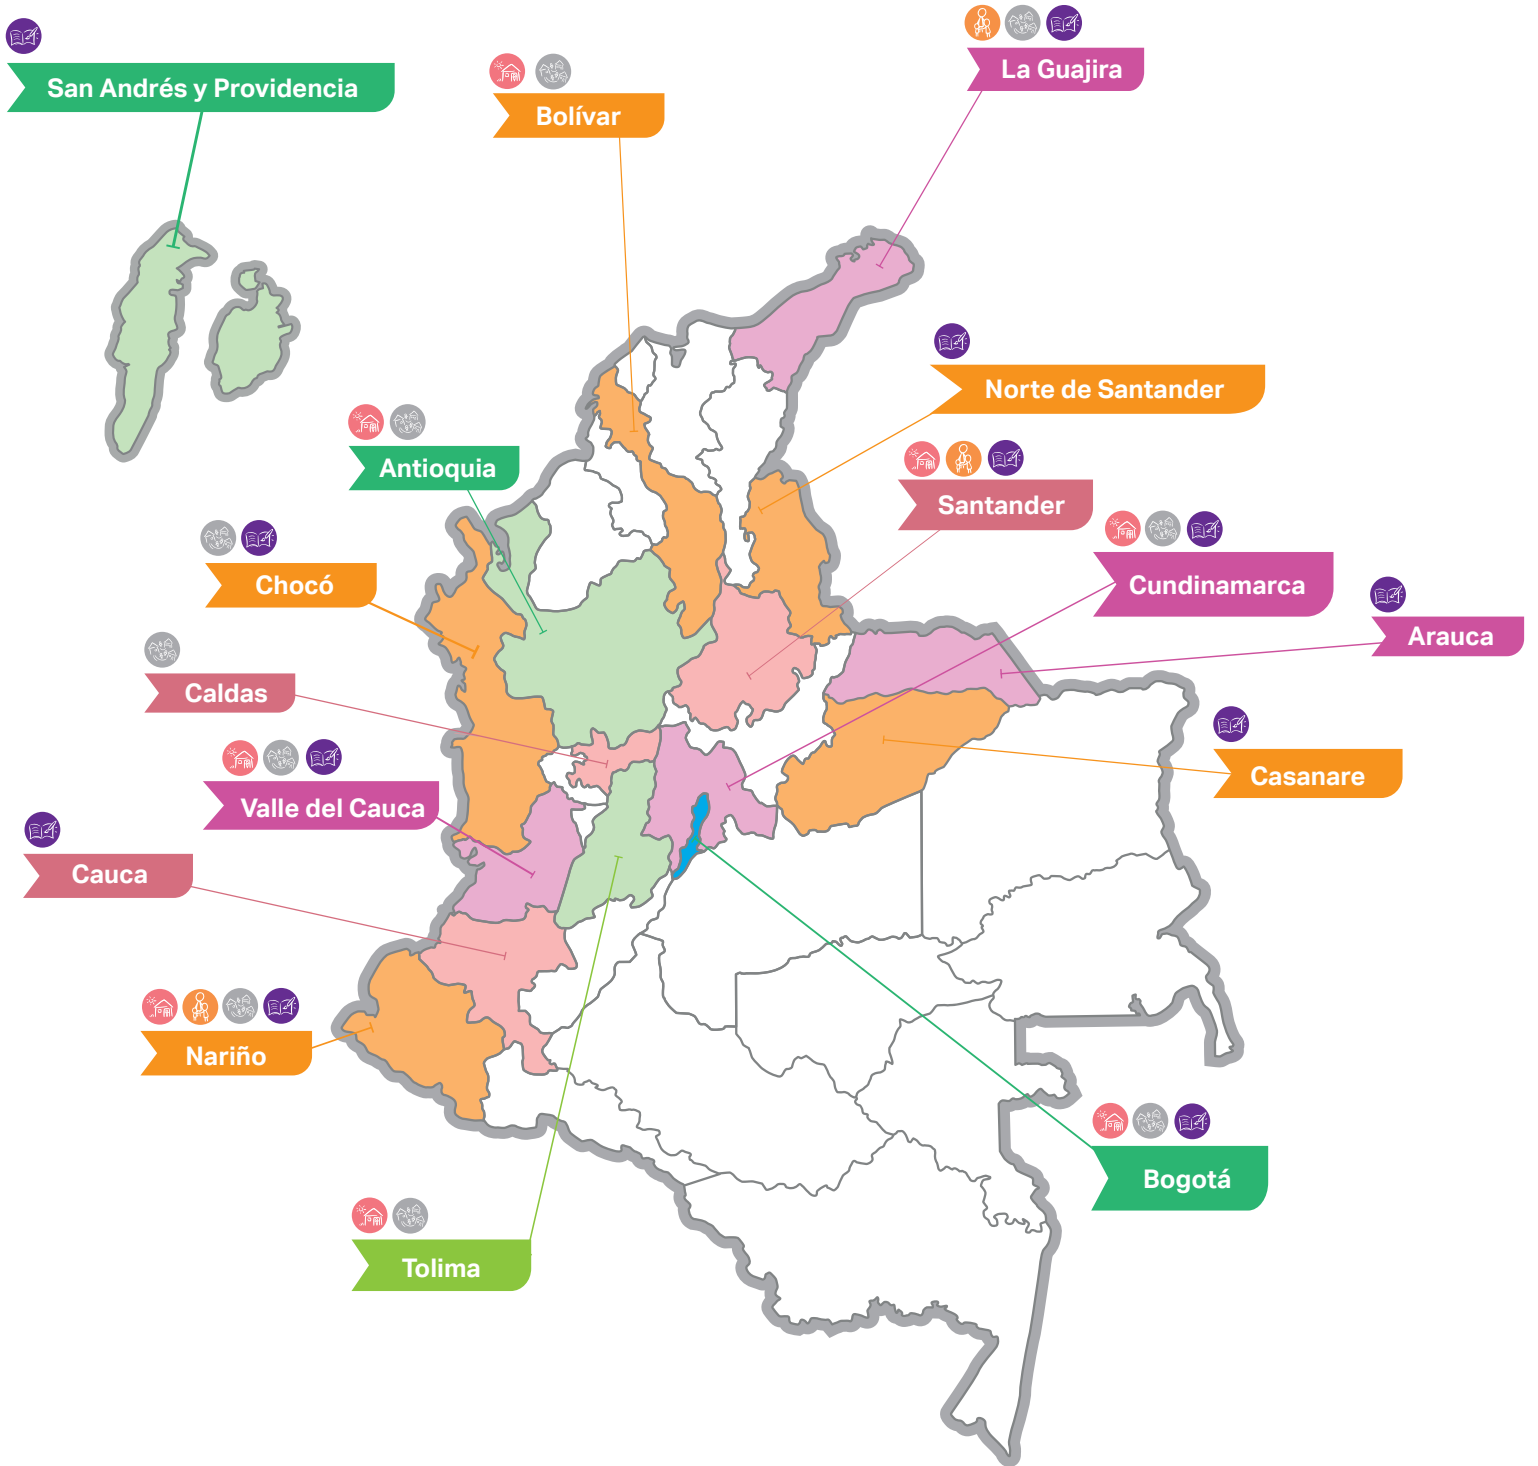 San Andrés y Providencia
La Guajira
Bolívar
Norte de Santander
Antioquia
Santander
Chocó
Cundinamarca
Arauca
Caldas
Casanare
Valle del Cauca
Cauca
Nariño
Bogotá
Tolima